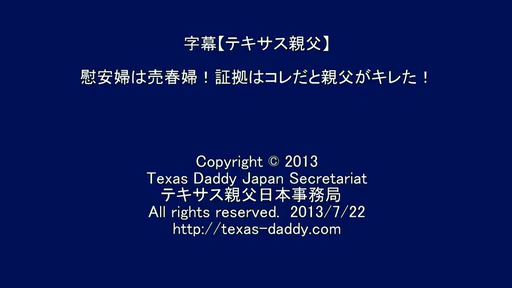 字幕【テキサス親父】
慰安婦は売春婦！証拠はコレだと親父がキレた！
Copyright © 2013
Texas Daddy Japan Secretariat
テキサス親父日本事務局
All rights reserved. 2013/7/22
http://texas-daddy.com